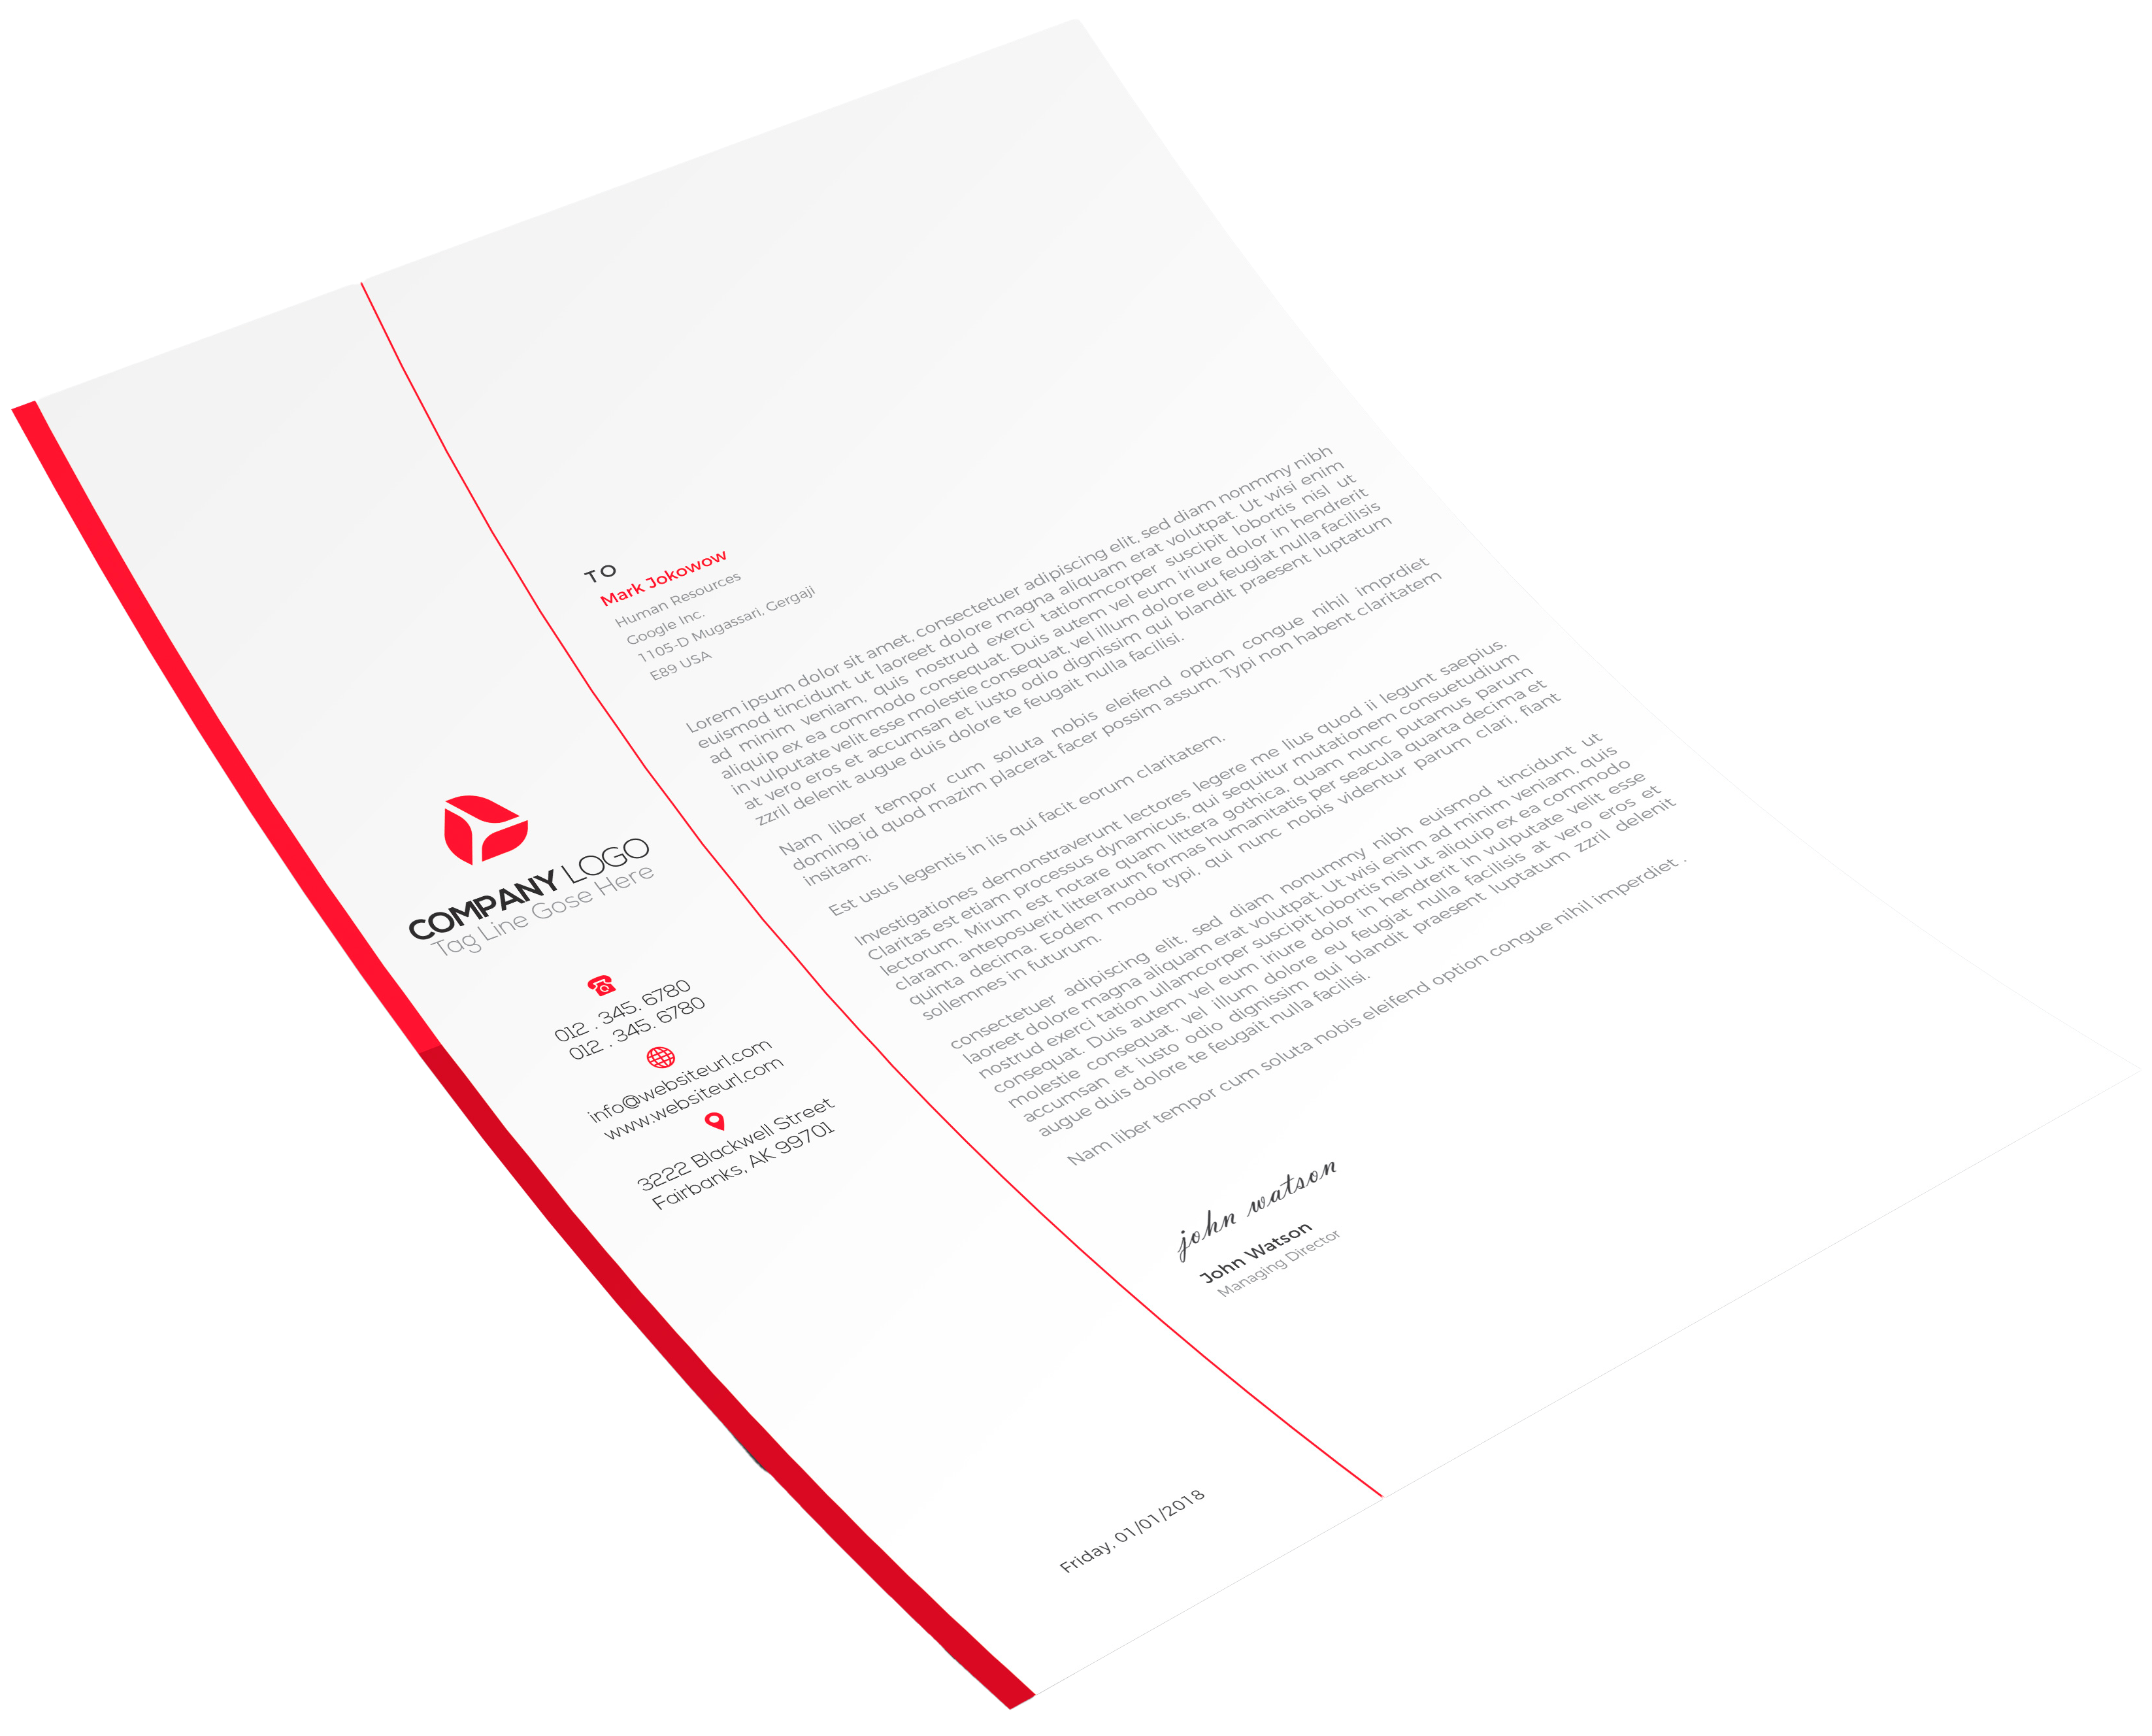 COMPANY LOGO
Tag Line Gose Here
012 . 345. 6780
012 . 345. 6780
info@websiteurl.com
www.websiteurl.com
3222 Blackwell Street
Fairbanks, AK 99701
Friday, 01/01/2018
TO
Mark Jokowow
Human Resources
Google Inc.
1105-D Mugassari, Gergaji
E89 USA
Lorem ipsum dolor sit amet, consectetuer adipiscing elit, sed diam nonmmy nibh
euismod tincidunt ut laoreet dolore magna aliquam erat volutpat. Ut wisi enim
ad minim veniam, quis nostrud exerci tationmcorper suscipit lobortis nisl ut
aliquip ex ea commodo consequat. Duis autem vel eum iriure dolor in hendrerit
in vulputate velit esse molestie consequat, vel illum dolore eu feugiat nulla facilisis
at vero eros et accumsan et iusto odio dignissim qui blandit praesent luptatum
zzril delenit augue duis dolore te feugait nulla facilisi.
Nam liber tempor cum soluta nobis eleifend option congue nihil imprdiet
doming id quod mazim placerat facer possim assum. Typi non habent claritatem
insitam;
Est usus legentis in iis qui facit eorum claritatem.
Investigationes demonstraverunt lectores legere me lius quod ii legunt saepius.
Claritas est etiam processus dynamicus, qui sequitur mutationem consuetudium
lectorum. Mirum est notare quam littera gothica, quam nunc putamus parum
claram, anteposuerit litterarum formas humanitatis per seacula quarta decima et
quinta decima. Eodem modo typi, qui nunc nobis videntur parum clari, fiant
sollemnes in futurum.
consectetuer adipiscing elit, sed diam nonummy nibh euismod tincidunt ut
laoreet dolore magna aliquam erat volutpat. Ut wisi enim ad minim veniam, quis
nostrud exerci tation ullamcorper suscipit lobortis nisl ut aliquip ex ea commodo
consequat. Duis autem vel eum iriure dolor in hendrerit in vulputate velit esse
molestie consequat, vel illum dolore eu feugiat nulla facilisis at vero eros et
accumsan et iusto odio dignissim qui blandit praesent luptatum zzril delenit
augue duis dolore te feugait nulla facilisi.
Nam liber tempor cum soluta nobis eleifend option congue nihil imperdiet .
john watson
John Watson
Managing Director